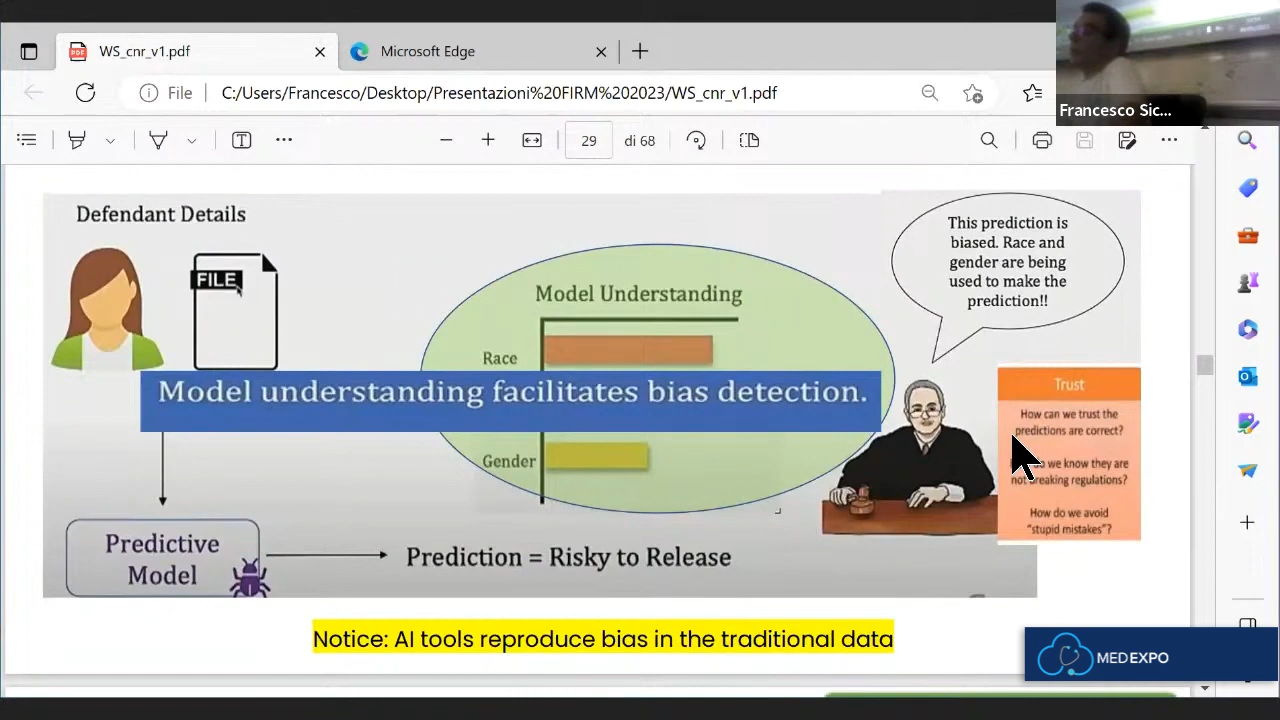 WS_cnr_v1.pdf
Microsoft Edge
File
C:/Users/Francesco/Desktop/Presentazioni%20FIRM%202023/WS_cnr_v1.pdf
Francesco Sic...
29
di 68
Defendant Details
FILE
Model Understanding
Race
Model understanding facilitates bias detection.
Gender
Predictive
Model
Prediction = Risky to Release
This prediction is
biased. Race and
gender are being
used to make the
prediction!!
Trust
How can we trust the
predictions are correct?
we know they are
not breaking regulations?
How do we avoid
"stupid mistakes"?
Notice: AI tools reproduce bias in the traditional data
MEDEXPO